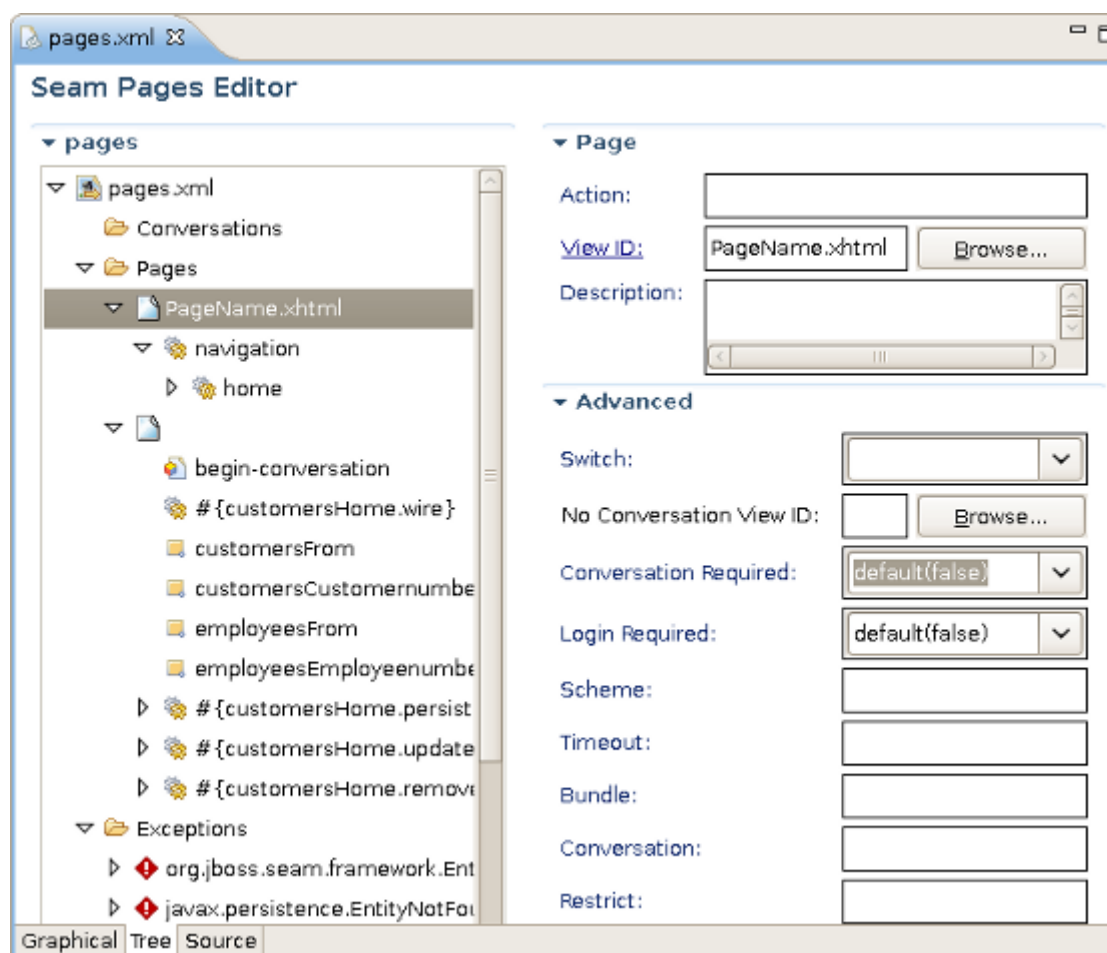 pages.xml
Seam Pages Editor
pages
pages.xml
Conversations
Pages
PageName.xhtml
navigation
home
begin-conversation
#{customersHome.wire}
customersFrom
customersCustomernumbe
employeesFrom
employeesEmployeenumbe
#{customersHome.persist
#{customersHome.update
#{customersHome.remove
Exceptions
org.jboss.seam.framework.Ent
javax.persistence.EntityNotFou
Graphical Tree Source
Page
Action:
View ID: PageName.xhtml Browse...
Description:
Advanced
Switch:
No Conversation View ID: Browse...
Conversation Required: default(false)
Login Required: default(false)
Scheme:
Timeout:
Bundle:
Conversation:
Restrict: